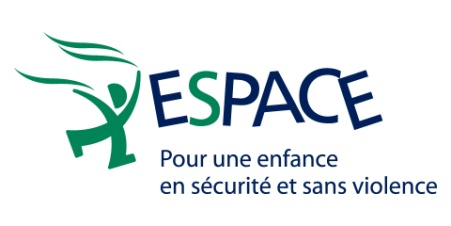 ESPACE
Pour une enfance
en sécurité et sans violence